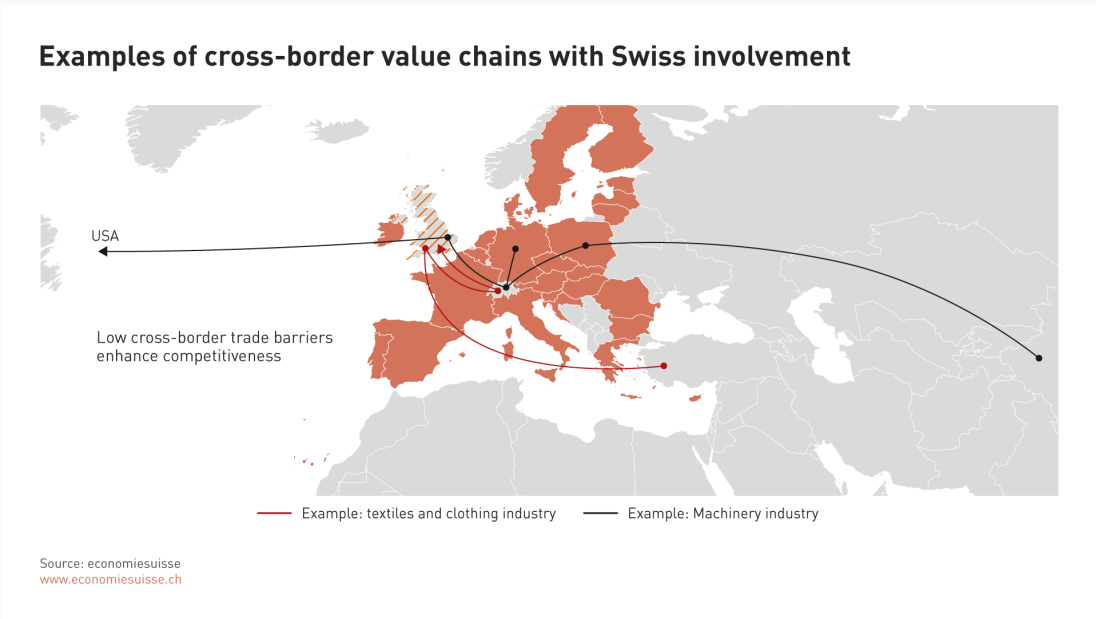 Examples of cross-border value chains with Swiss involvement
USA
Low cross-border trade barriers
enhance competitiveness
Example: textiles and clothing industry
Example: Machinery industry
Source: economiesuisse
www.economiesuisse.ch